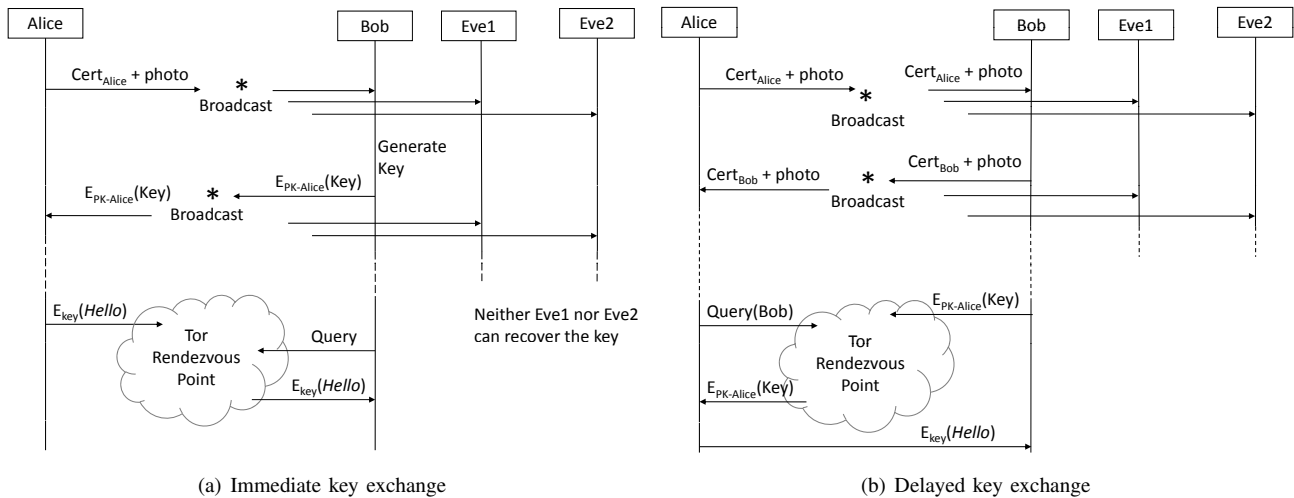 Alice
Bob
Eve1
Eve2
Cert_Alice + photo
*
Broadcast
Generate
Key
E_PK-Alice(Key)
*
E_PK-Alice(Key)
Broadcast
E_key(Hello)
Tor
Rendezvous
Point
Query
E_key(Hello)
Neither Eve1 nor Eve2
can recover the key
(a) Immediate key exchange
Alice
Bob
Eve1
Eve2
Cert_Alice + photo
*
Cert_Alice + photo
Broadcast
Cert_Bob + photo
*
Cert_Bob + photo
Broadcast
Query(Bob)
E_PK-Alice(Key)
Tor
Rendezvous
Point
E_PK-Alice(Key)
E_key(Hello)
(b) Delayed key exchange